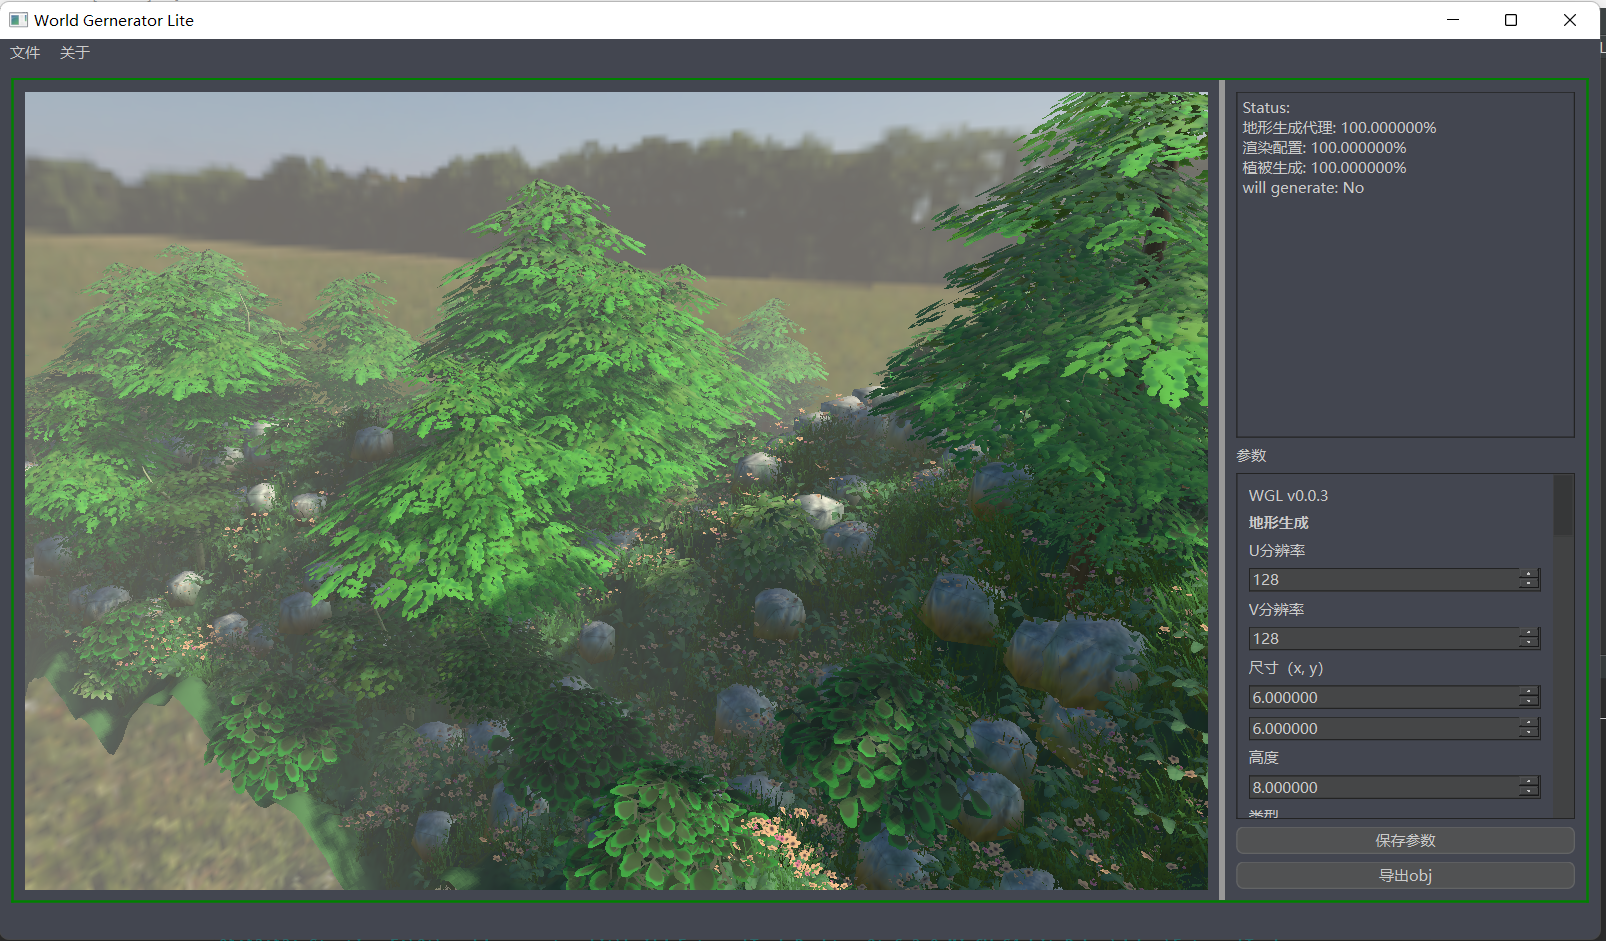 World Gernerator Lite
文件 关于
Status:
地形生成代理: 100.000000%
渲染配置: 100.000000%
植被生成: 100.000000%
will generate: No
参数
WGL v0.0.3
地形生成
U分辨率
128
V分辨率
128
尺寸 (x, y)
6.000000
6.000000
高度
8.000000
类型
保存参数
导出obj